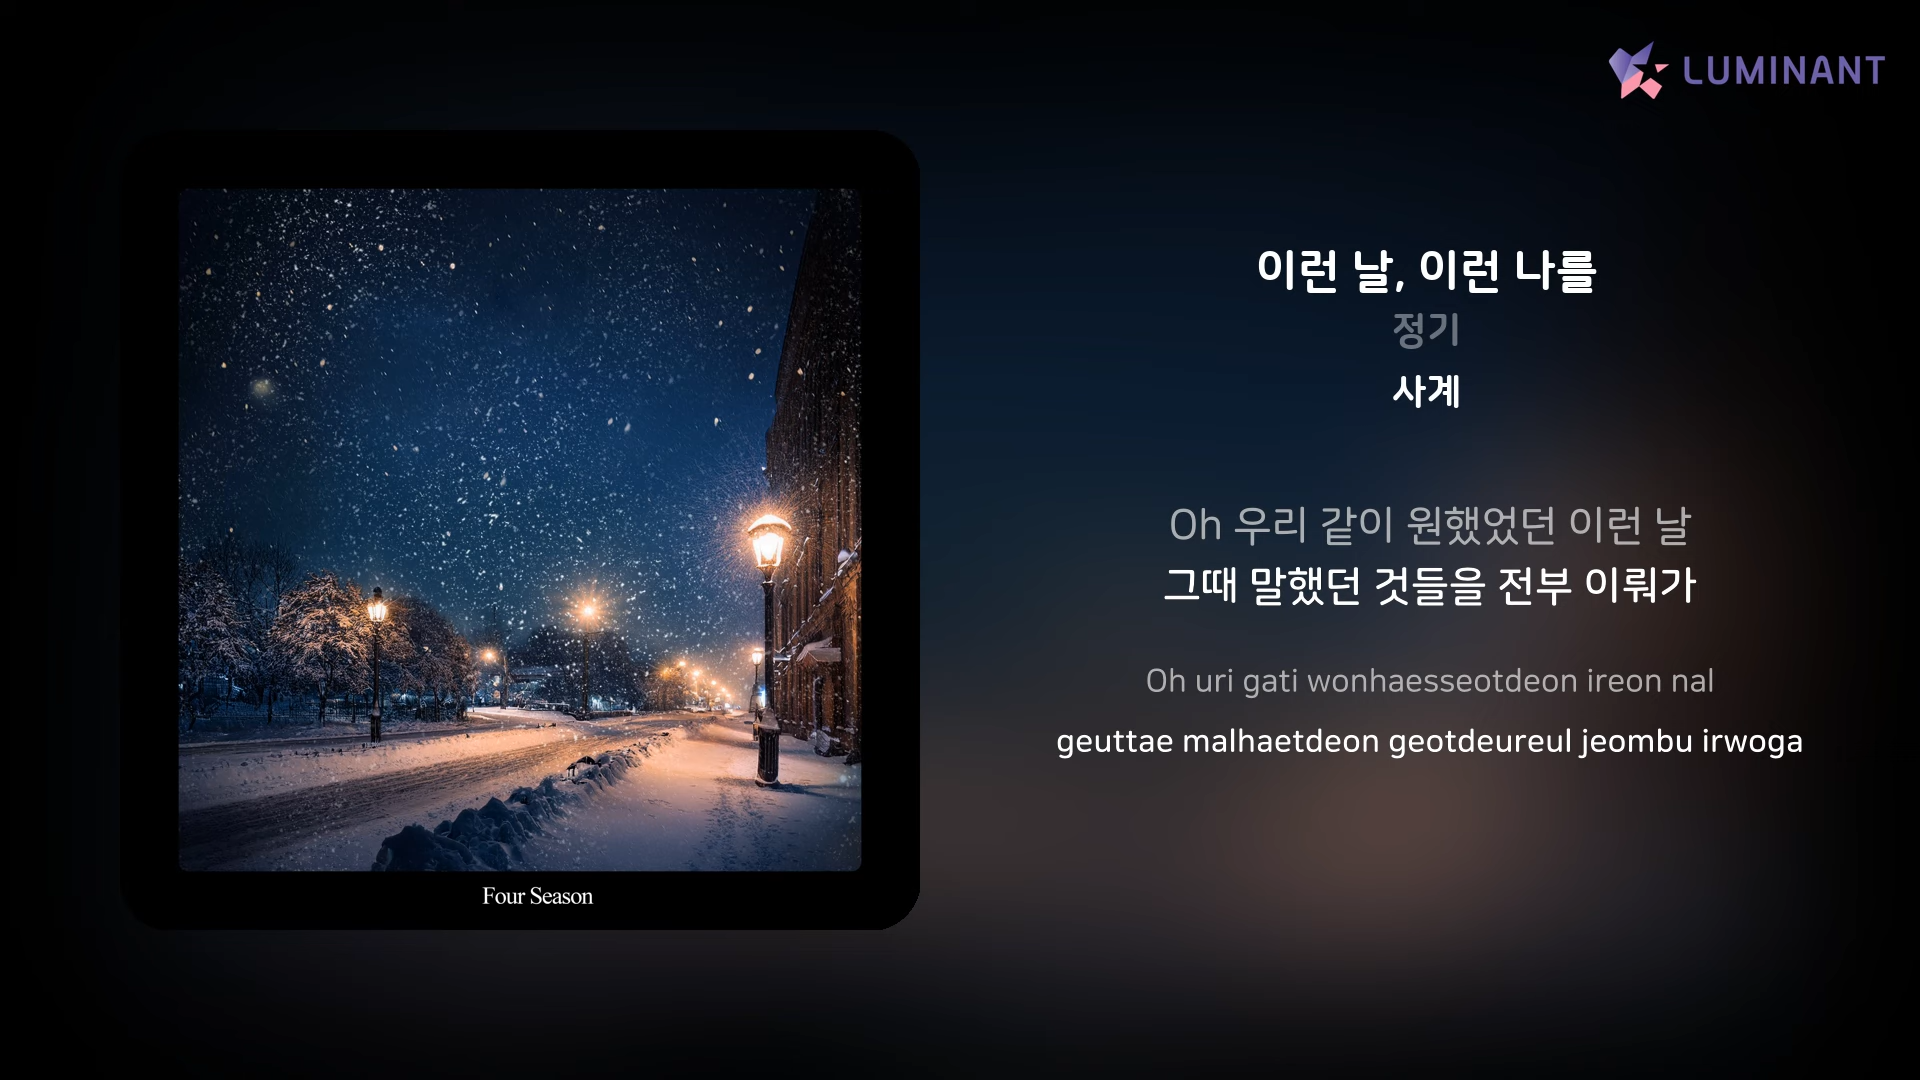 LUMINANT
이런 날, 이런 나를
정기
사계
Oh 우리 같이 원했었던 이런 날
그때 말했던 것들을 전부 이뤄가
Oh uri gati wonhaesseotdeon ireon nal
geuttae malhaetdeon geotdeureul jeombu irwoga
Four Season